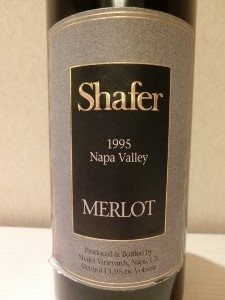 Shafer
1995
Napa Valley
MERLOT
Produced & Bottled by
Shafer Vineyards, Napa, CA
Alcohol 13.5% by Volume